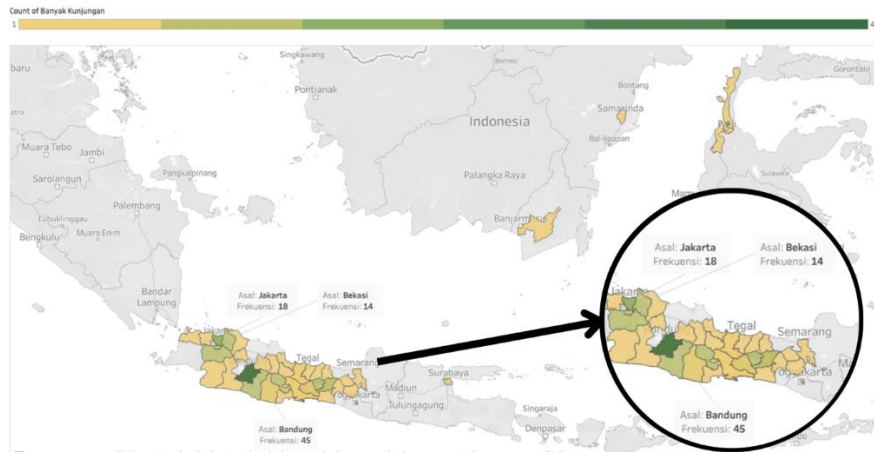 Count of Banyak Kunjungan
1
4
Singkawang
Borneo
Bontang
Gorontalo
Pontianak
Samarinda
Indonesia
Balikpapan
Muara Tebo
Jambi
Pangkalpinang
Palangka Raya
Sulawesi
Sarolangun
Palembang
Lubuklinggau
Banjarm
Bengkulu
Muara Enim
Bandar
Lampung
Asal: Jakarta
Frekuensi: 18
Asal: Bekasi
Frekuensi: 14
Tegal
Semarang
Surabaya
Madiun
Tulungagung
Singaraja
Denpasar
Asal: Bandung
Frekuensi: 45
Asal: Jakarta
Frekuensi: 18
Asal: Bekasi
Frekuensi: 14
Tegal
Semarang
Asal: Bandung
Frekuensi: 45